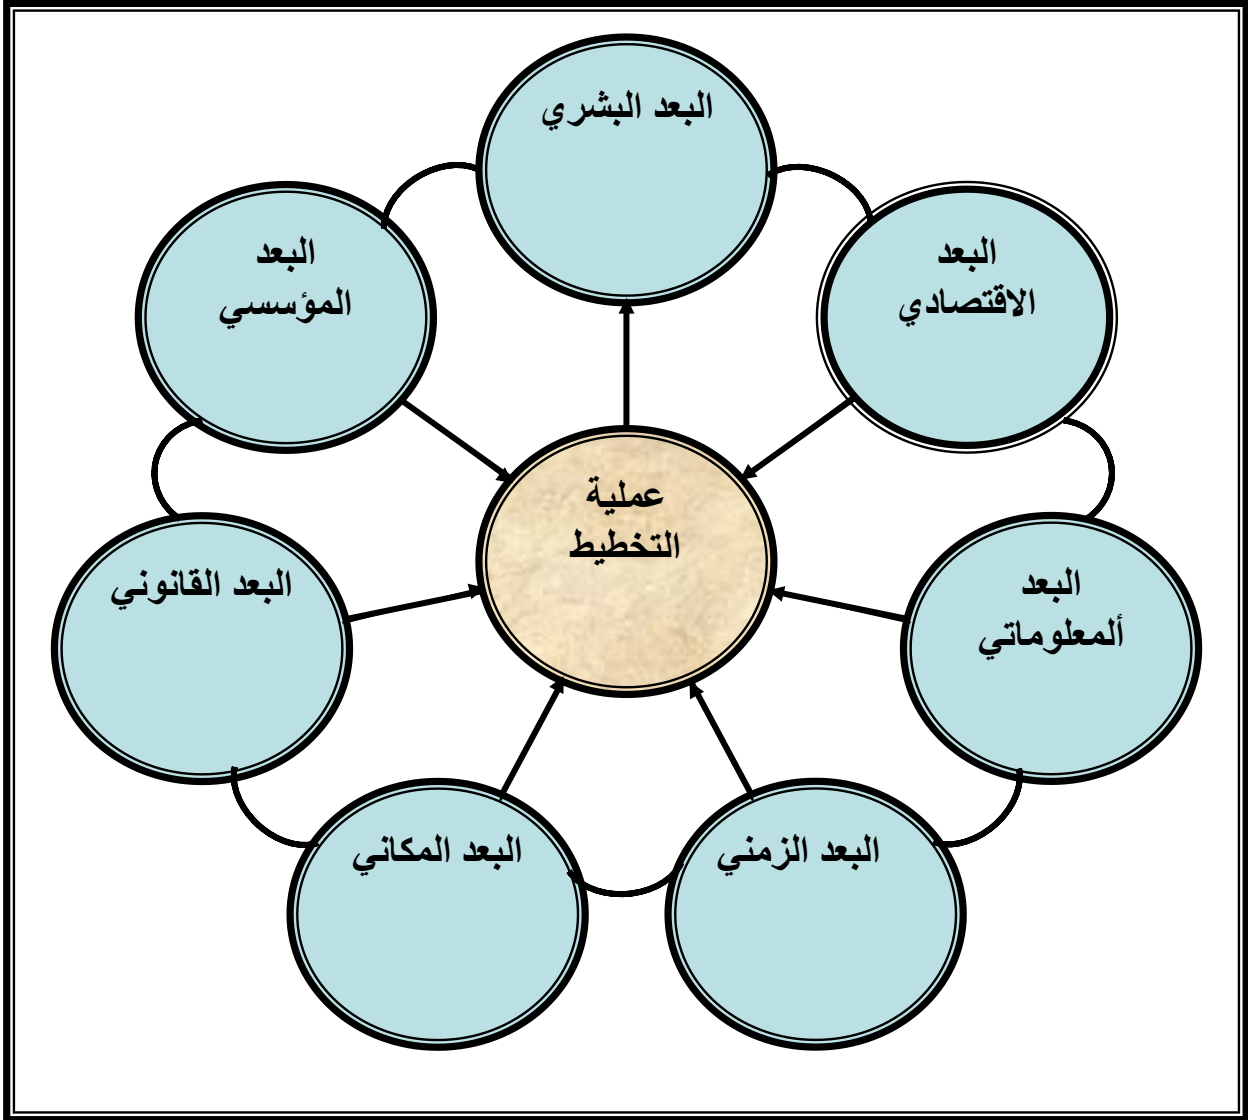 البعد البشري
البعد
الاقتصادي
البعد
المؤسسي
عملية
التخطيط
البعد
ألمعلوماتي
البعد القانوني
البعد الزمني
البعد المكاني